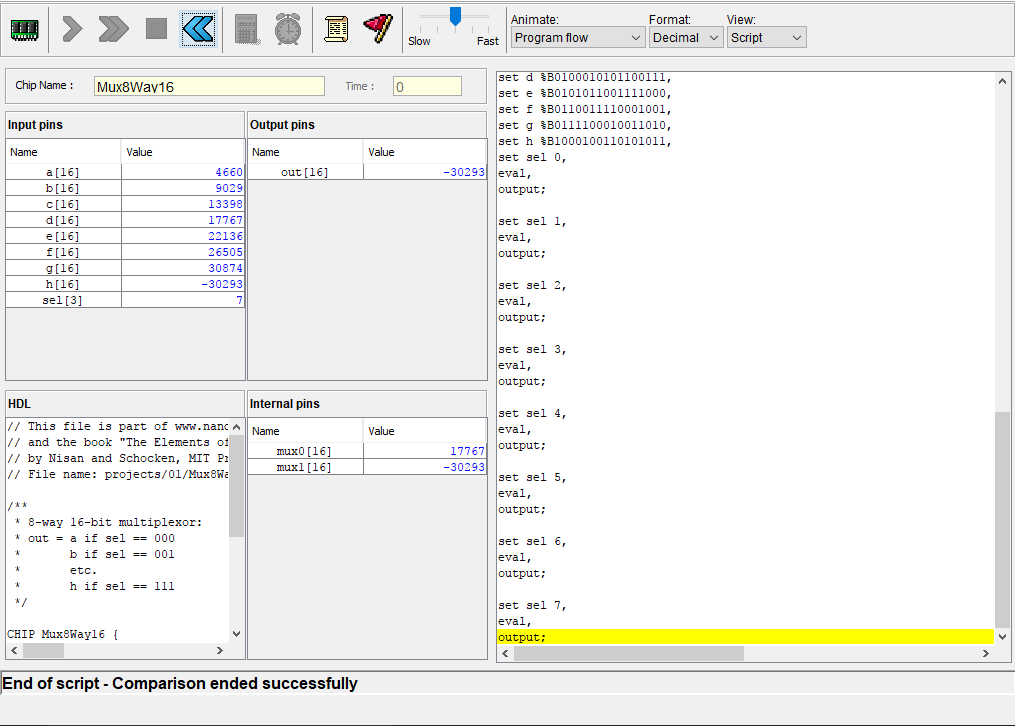 Slow
Fast
Animate:
Program flow
Format:
Decimal
View:
Script
Chip Name :
Mux8Way16
Time :
0
Input pins
Name Value
a[16] 4660
b[16] 9029
c[16] 13398
d[16] 17767
e[16] 22136
f[16] 26505
g[16] 30874
h[16] -30293
sel[3] 7
Output pins
Name Value
out[16] -30293
HDL
// This file is part of www.nand
// and the book "The Elements of
// by Nisan and Schocken, MIT Pr
// File name: projects/01/Mux8Wa
/**
* 8-way 16-bit multiplexor:
* out = a if sel == 000
* b if sel == 001
* etc.
* h if sel == 111
*/
CHIP Mux8Way16 {
Internal pins
Name Value
mux0[16] 17767
mux1[16] -30293
set d %B0100010101100111,
set e %B0101011001111000,
set f %B0110011110001001,
set g %B0111100010011010,
set h %B1000100110101011,
set sel 0,
eval,
output;
set sel 1,
eval,
output;
set sel 2,
eval,
output;
set sel 3,
eval,
output;
set sel 4,
eval,
output;
set sel 5,
eval,
output;
set sel 6,
eval,
output;
set sel 7,
eval,
output;
End of script - Comparison ended successfully